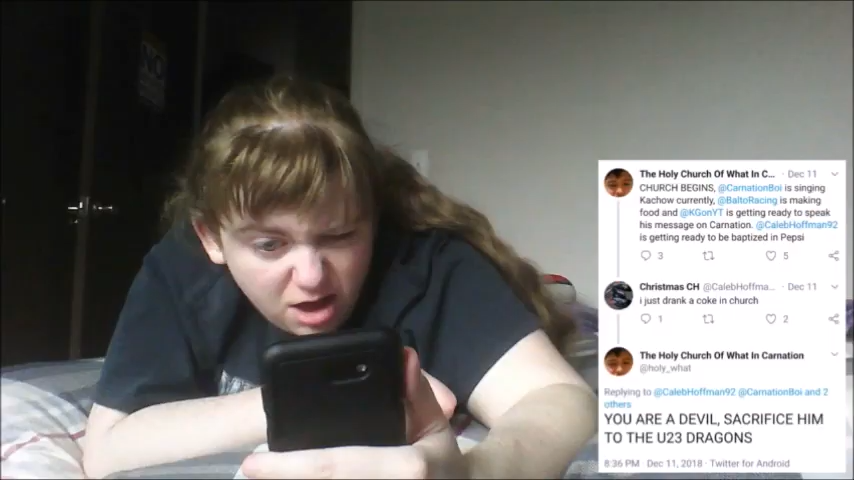 NO
The Holy Church Of What In C... · Dec 11
CHURCH BEGINS, @CarnationBoi is singing
Kachow currently, @BaltoRacing is making
food and @KGonYT is getting ready to speak
his message on Carnation. @CalebHoffman92
is getting ready to be baptized in Pepsi
3 5
Christmas CH @CalebHoffma... · Dec 11
i just drank a coke in church
1 2
The Holy Church Of What In Carnation
@holy_what
Replying to @CalebHoffman92 @CarnationBoi and 2
others
YOU ARE A DEVIL, SACRIFICE HIM
TO THE U23 DRAGONS
8:36 PM · Dec 11, 2018 · Twitter for Android